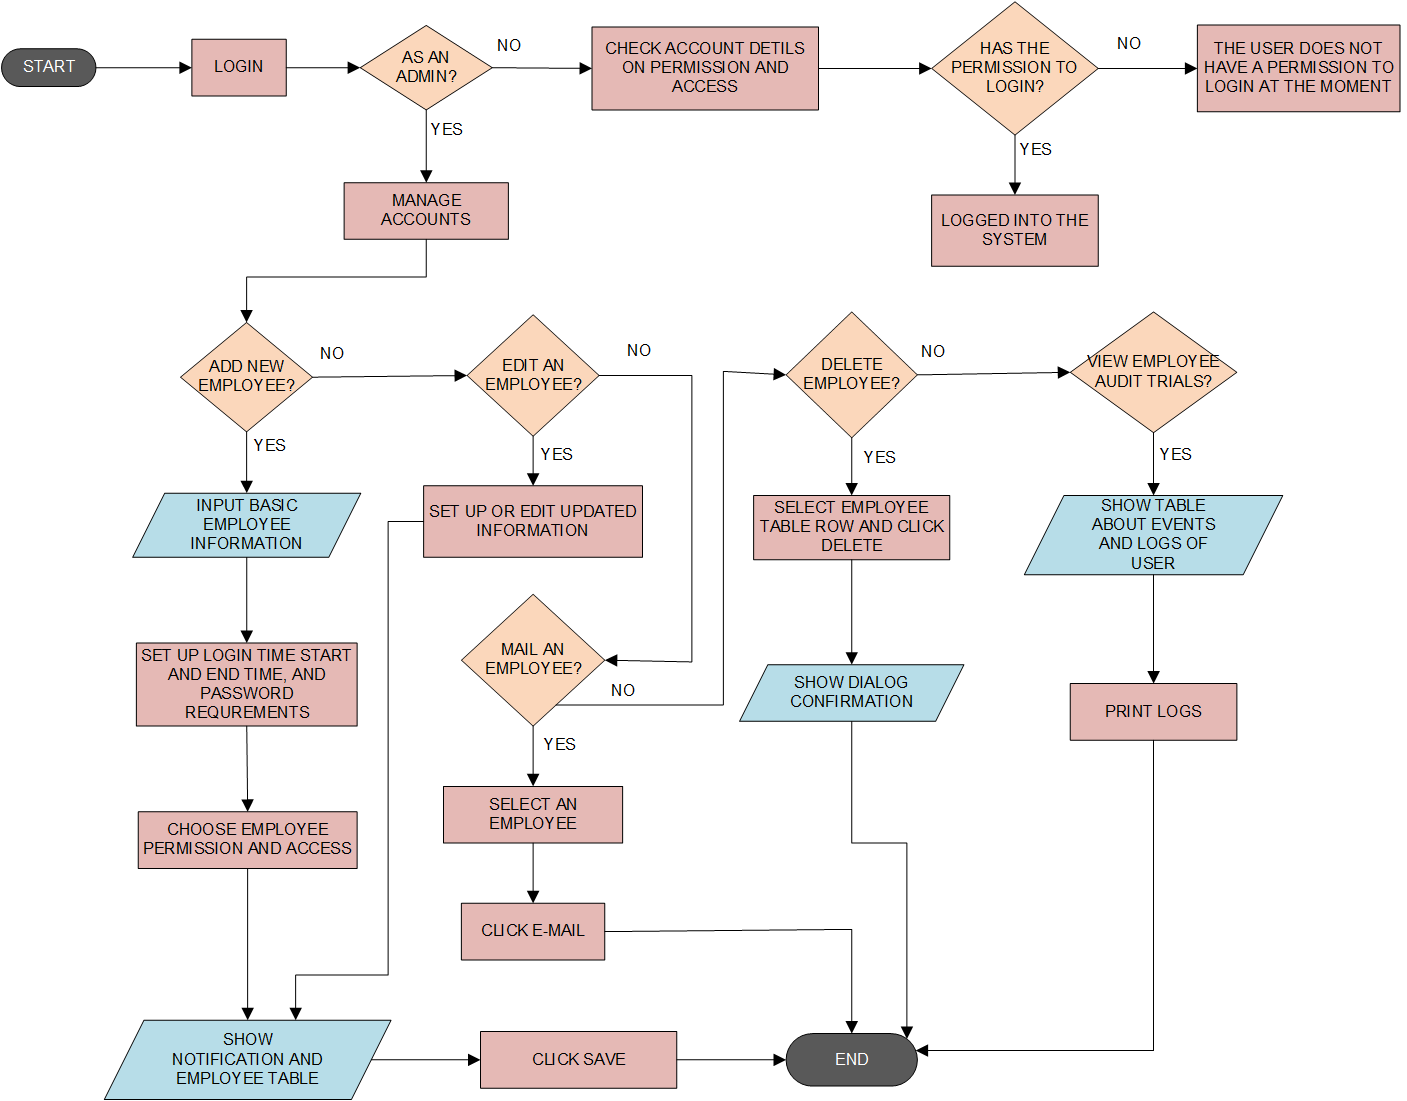 START
LOGIN
AS AN
ADMIN?
NO
CHECK ACCOUNT DETILS
ON PERMISSION AND
ACCESS
HAS THE
PERMISSION TO
LOGIN?
NO
THE USER DOES NOT
HAVE A PERMISSION TO
LOGIN AT THE MOMENT
YES
YES
MANAGE
ACCOUNTS
LOGGED INTO THE
SYSTEM
ADD NEW
EMPLOYEE?
NO
EDIT AN
EMPLOYEE?
NO
DELETE
EMPLOYEE?
NO
VIEW EMPLOYEE
AUDIT TRIALS?
YES
YES
YES
YES
INPUT BASIC
EMPLOYEE
INFORMATION
SET UP OR EDIT UPDATED
INFORMATION
SELECT EMPLOYEE
TABLE ROW AND CLICK
DELETE
SHOW TABLE
ABOUT EVENTS
AND LOGS OF
USER
SET UP LOGIN TIME START
AND END TIME, AND
PASSWORD
REQUREMENTS
MAIL AN
EMPLOYEE?
NO
SHOW DIALOG
CONFIRMATION
PRINT LOGS
YES
CHOOSE EMPLOYEE
PERMISSION AND ACCESS
SELECT AN
EMPLOYEE
CLICK E-MAIL
SHOW
NOTIFICATION AND
EMPLOYEE TABLE
CLICK SAVE
END